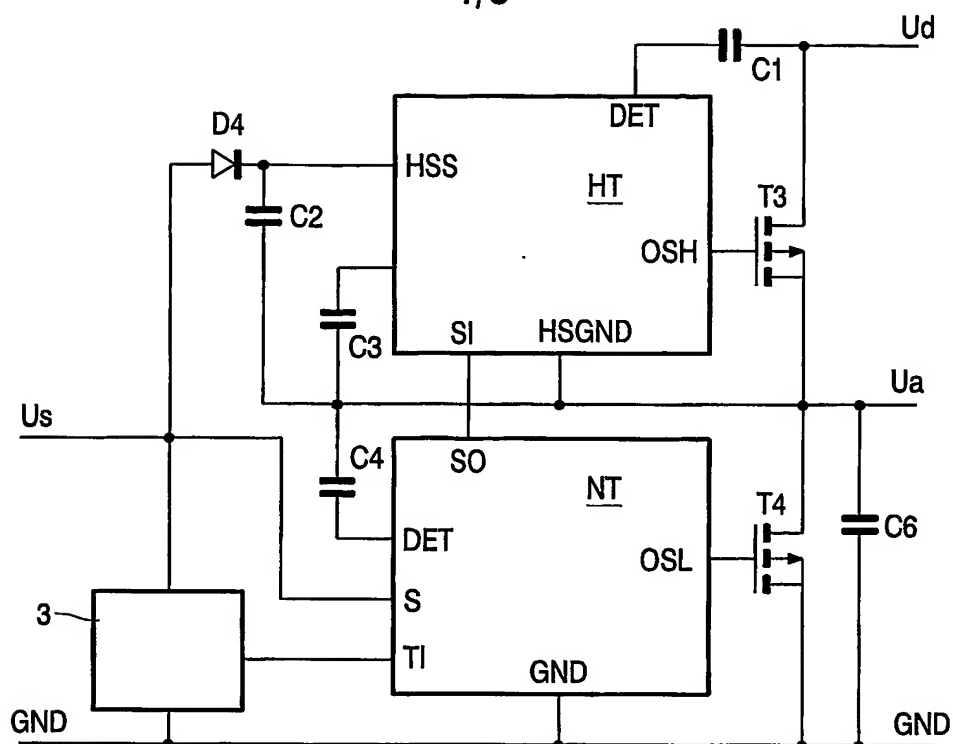 Ud
C1
DET
D4
HSS
HT
C2
T3
OSH
C3
SI
HSGND
Ua
Us
C4
SO
NT
T4
C6
DET
OSL
S
3
TI
GND
GND
GND